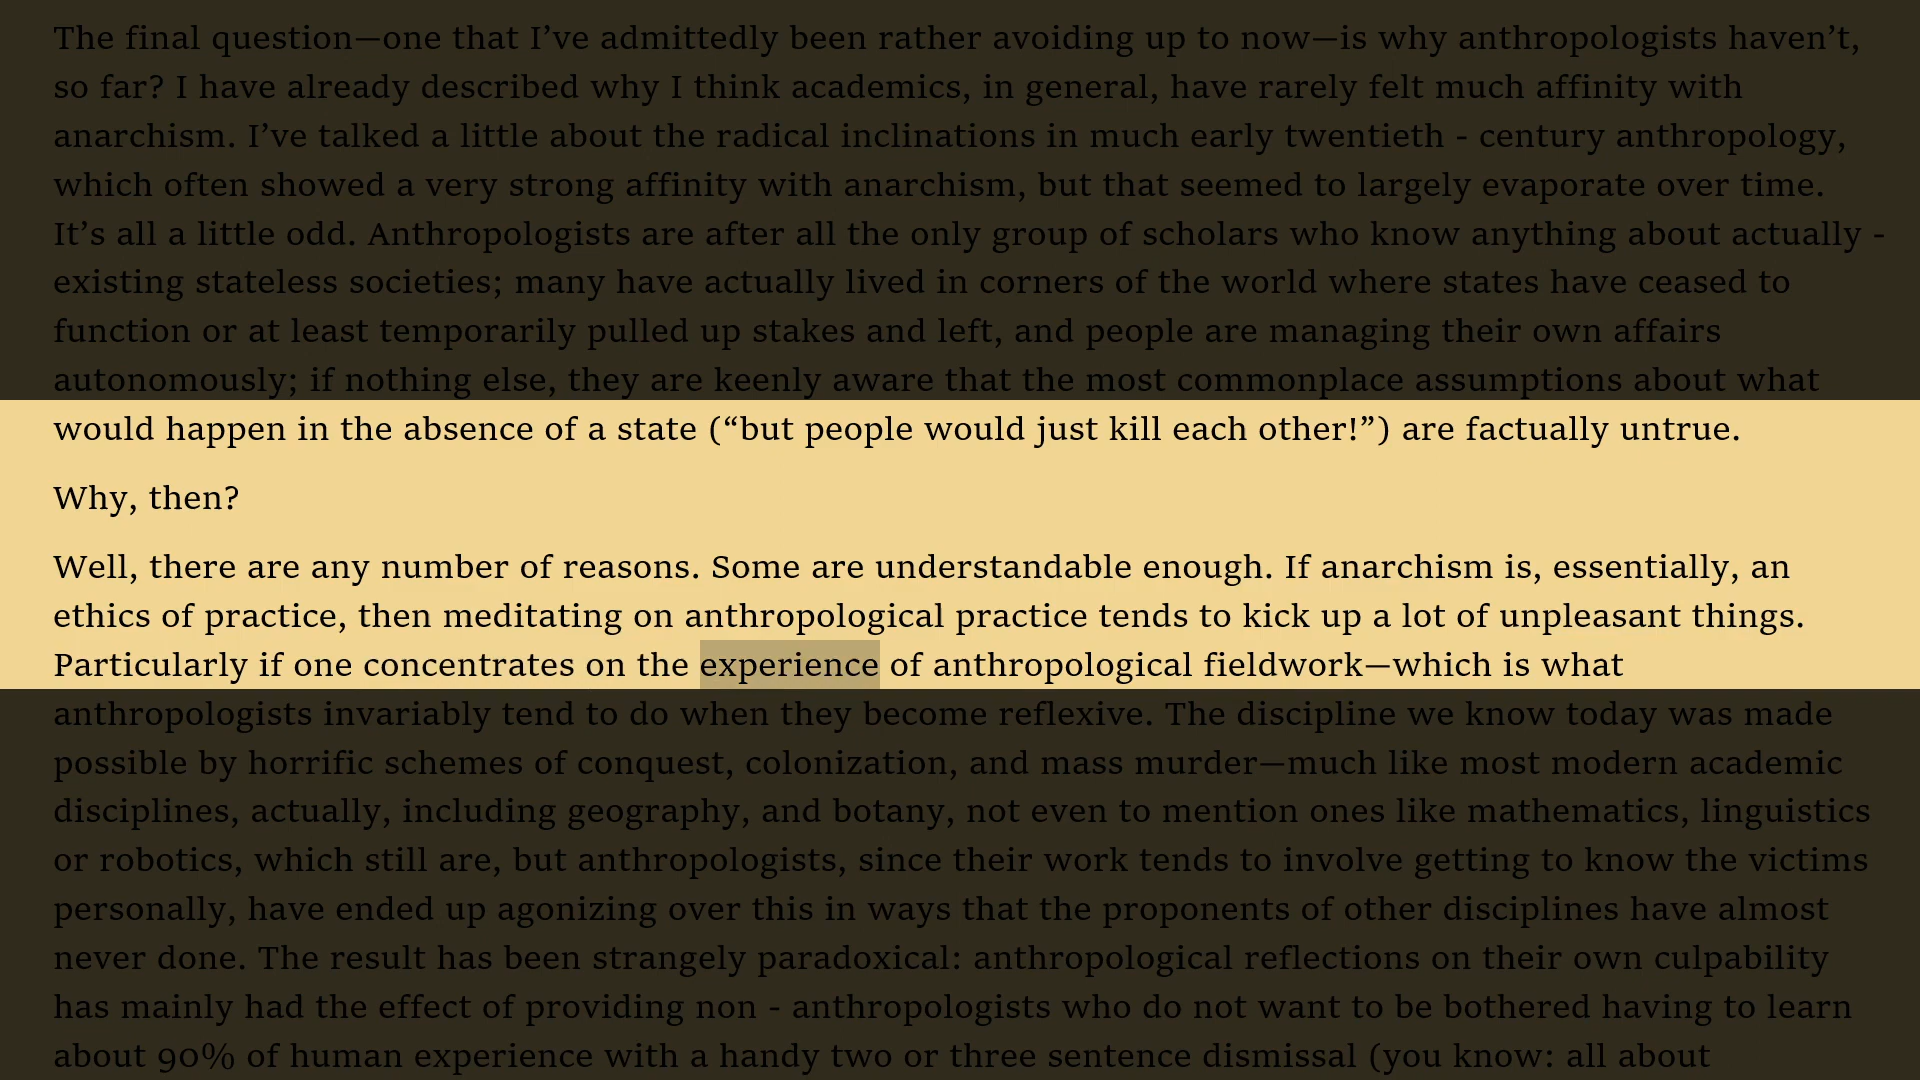 The final question—one that I’ve admittedly been rather avoiding up to now—is why anthropologists haven’t,
so far? I have already described why I think academics, in general, have rarely felt much affinity with
anarchism. I’ve talked a little about the radical inclinations in much early twentieth - century anthropology,
which often showed a very strong affinity with anarchism, but that seemed to largely evaporate over time.
It’s all a little odd. Anthropologists are after all the only group of scholars who know anything about actually -
existing stateless societies; many have actually lived in corners of the world where states have ceased to
function or at least temporarily pulled up stakes and left, and people are managing their own affairs
autonomously; if nothing else, they are keenly aware that the most commonplace assumptions about what
would happen in the absence of a state (“but people would just kill each other!”) are factually untrue.
Why, then?
Well, there are any number of reasons. Some are understandable enough. If anarchism is, essentially, an
ethics of practice, then meditating on anthropological practice tends to kick up a lot of unpleasant things.
Particularly if one concentrates on the experience of anthropological fieldwork—which is what
anthropologists invariably tend to do when they become reflexive. The discipline we know today was made
possible by horrific schemes of conquest, colonization, and mass murder—much like most modern academic
disciplines, actually, including geography, and botany, not even to mention ones like mathematics, linguistics
or robotics, which still are, but anthropologists, since their work tends to involve getting to know the victims
personally, have ended up agonizing over this in ways that the proponents of other disciplines have almost
never done. The result has been strangely paradoxical: anthropological reflections on their own culpability
has mainly had the effect of providing non - anthropologists who do not want to be bothered having to learn
about 90% of human experience with a handy two or three sentence dismissal (you know: all about